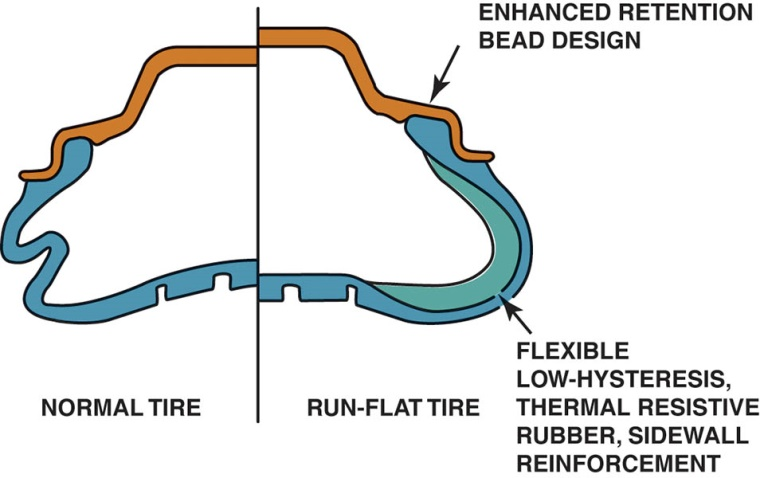 ENHANCED RETENTION
BEAD DESIGN
NORMAL TIRE
RUN-FLAT TIRE
FLEXIBLE
LOW-HYSTERESIS,
THERMAL RESISTIVE
RUBBER, SIDEWALL
REINFORCEMENT